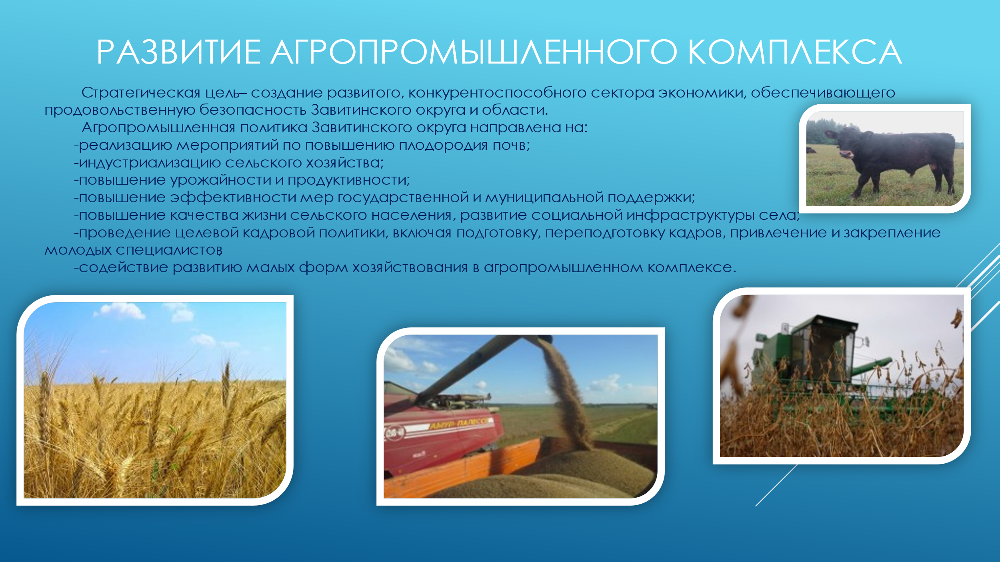 РАЗВИТИЕ АГРОПРОМЫШЛЕННОГО КОМПЛЕКСА
Стратегическая цель– создание развитого, конкурентоспособного сектора экономики, обеспечивающего
продовольственную безопасность Завитинского округа и области.
Агропромышленная политика Завитинского округа направлена на:
-реализацию мероприятий по повышению плодородия почв;
-индустриализацию сельского хозяйства;
-повышение урожайности и продуктивности;
-повышение эффективности мер государственной и муниципальной поддержки;
-повышение качества жизни сельского населения, развитие социальной инфраструктуры села;
-проведение целевой кадровой политики, включая подготовку, переподготовку кадров, привлечение и закрепление
молодых специалистов;
-содействие развитию малых форм хозяйствования в агропромышленном комплексе.
АМУР-ПАЛЕССЕ